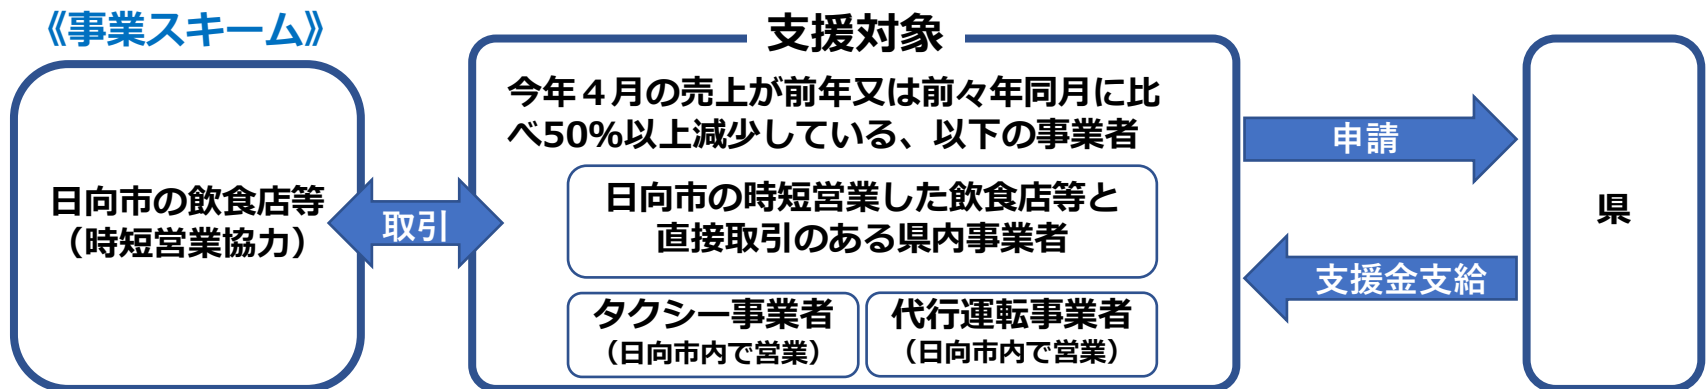 《事業スキーム》
支援対象
今年４月の売上が前年又は前々年同月に比
べ50%以上減少している、以下の事業者
日向市の飲食店等
（時短営業協力）
取引
日向市の時短営業した飲食店等と
直接取引のある県内事業者
タクシー事業者
（日向市内で営業）
代行運転事業者
（日向市内で営業）
申請
支援金支給
県